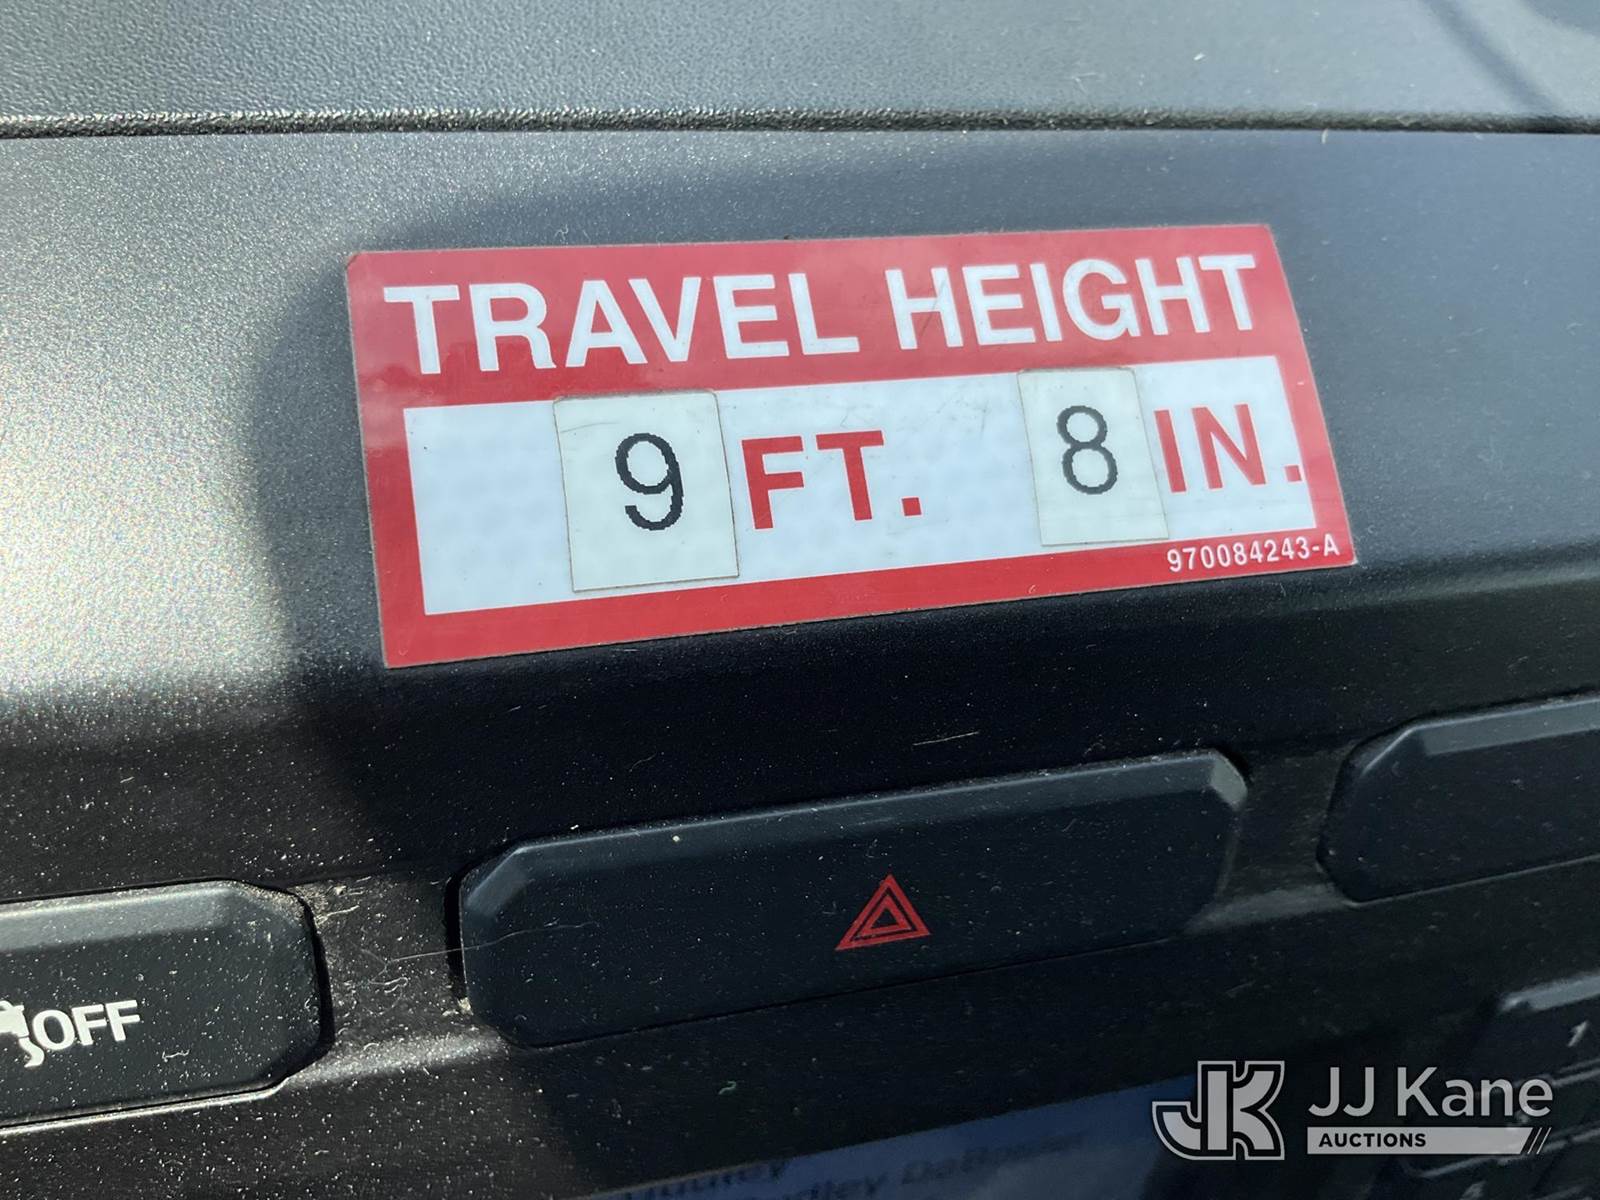 TRAVEL HEIGHT
9 FT. 8 IN.
970084243-A
OFF
JJ Kane
AUCTIONS